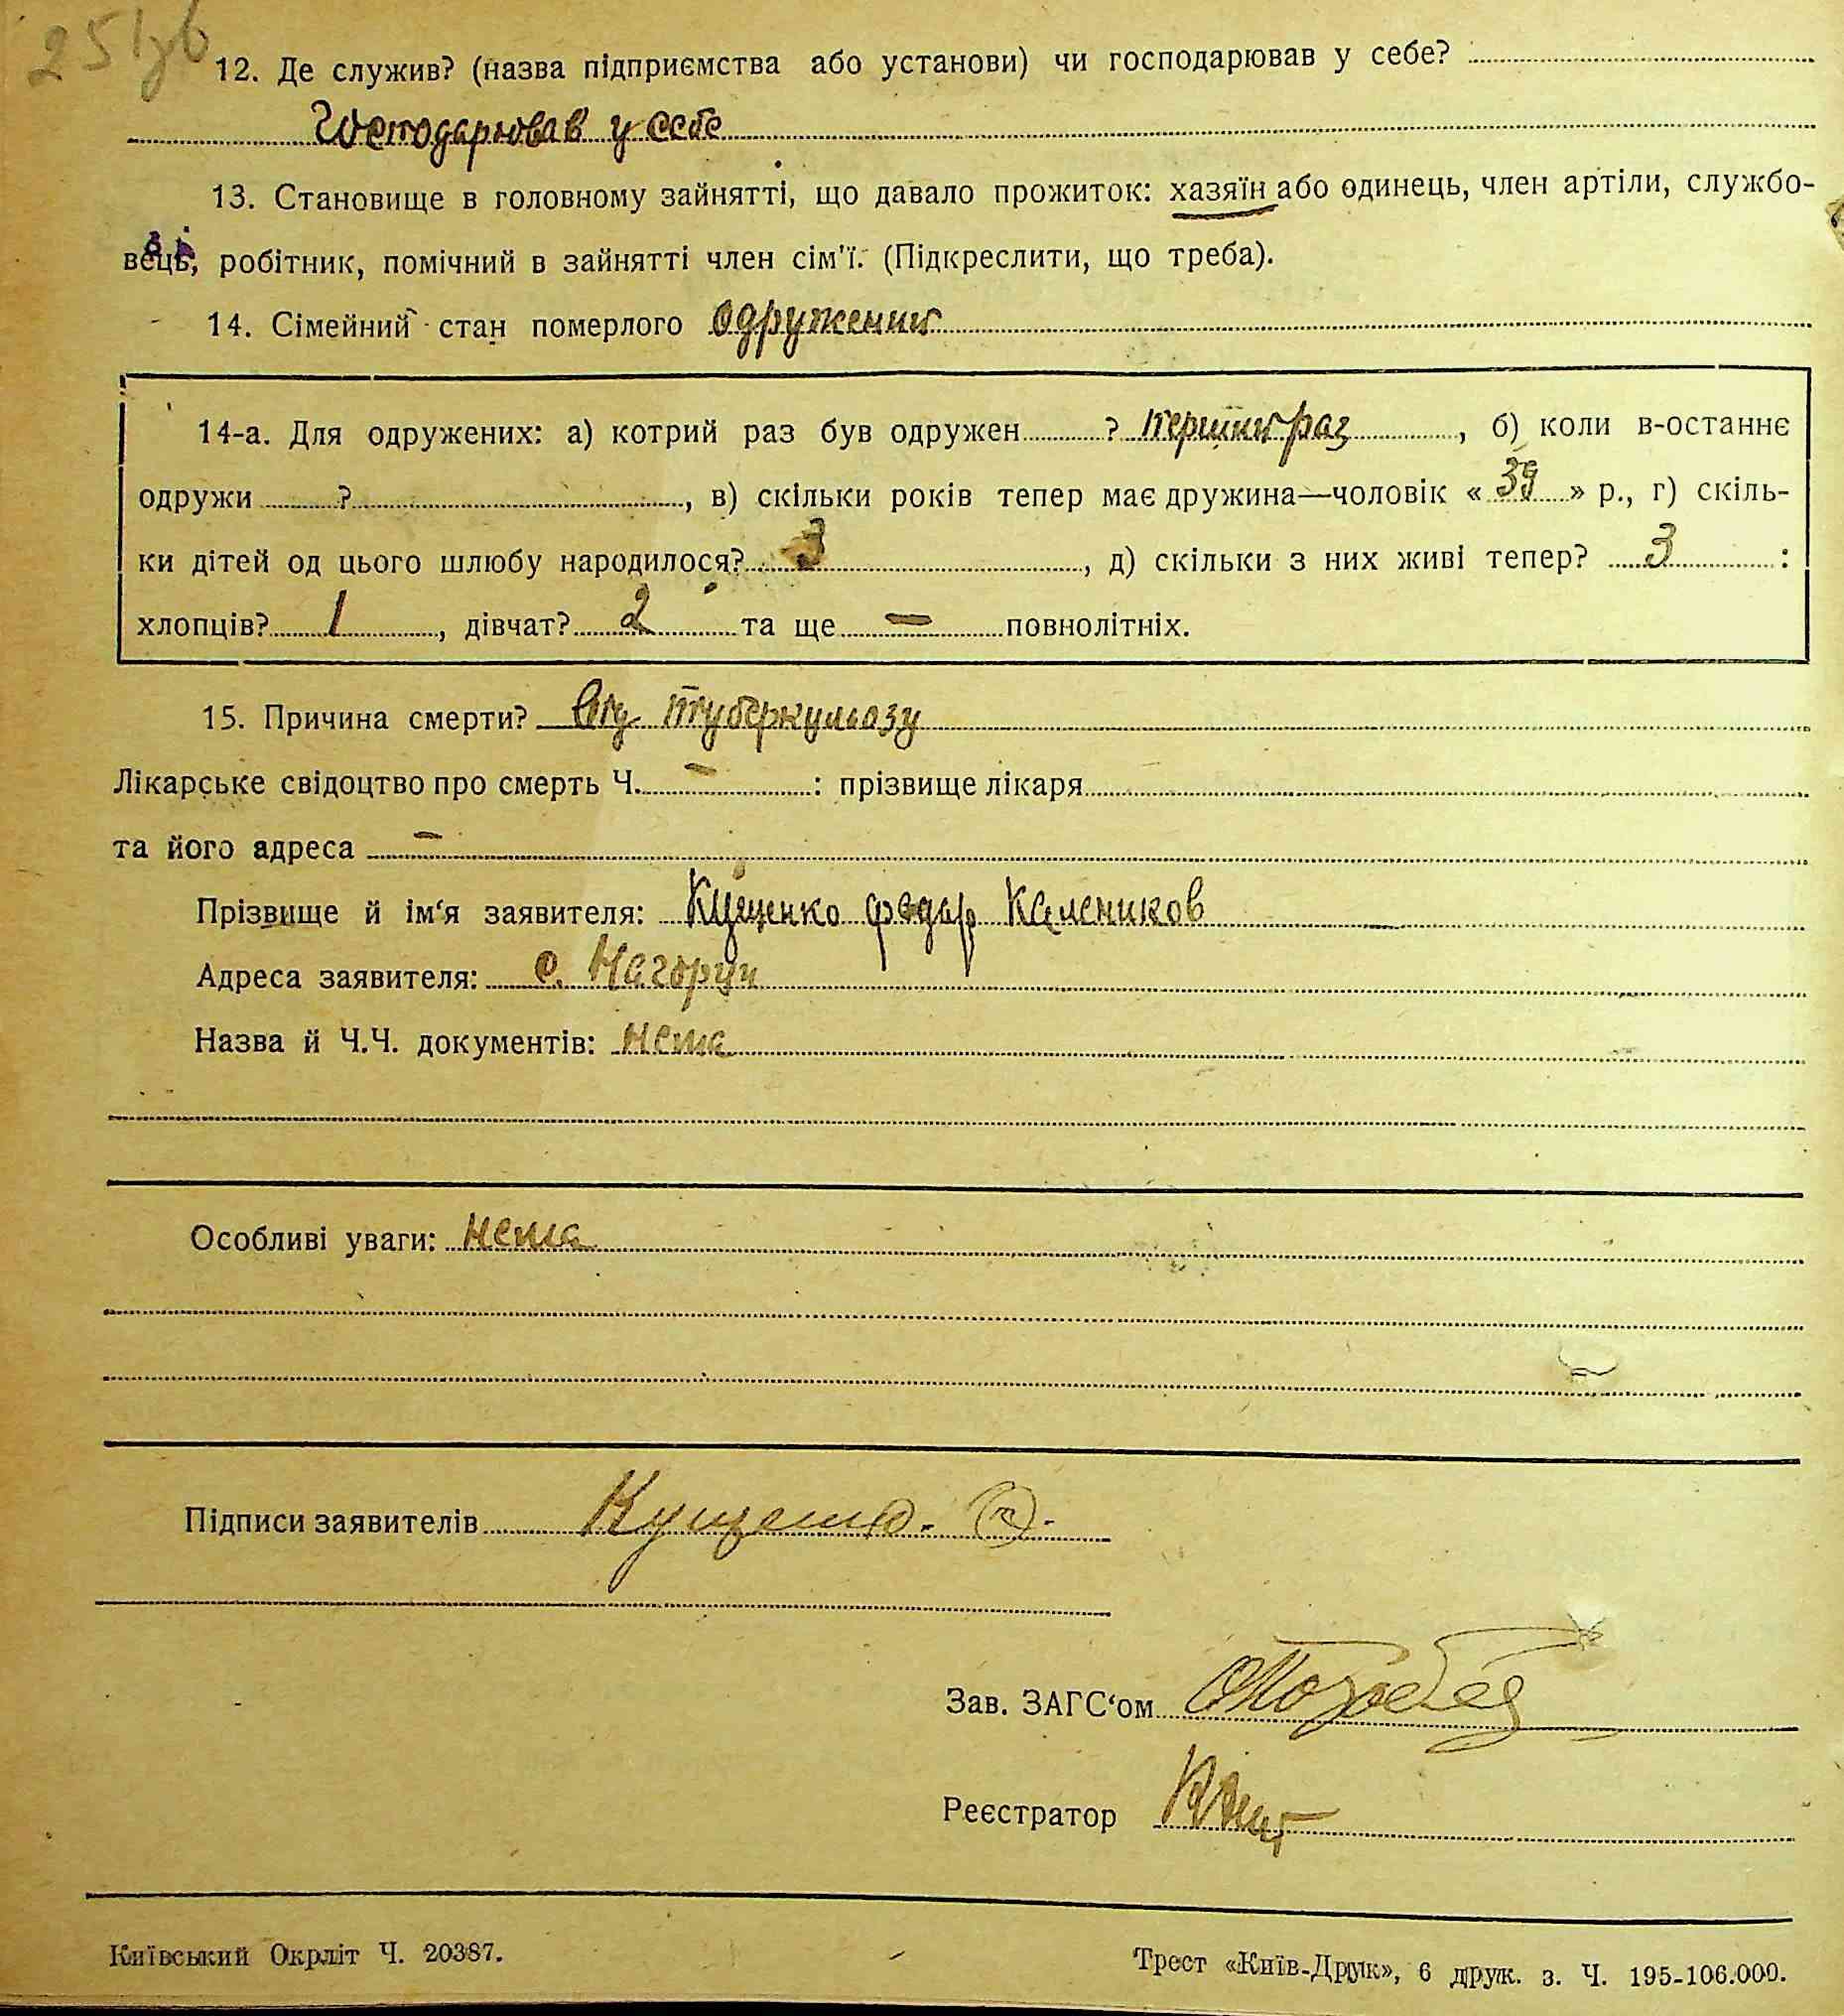 251зв
12. Де служив? (назва підприємства або установи) чи господарював у себе?
Господарював у себе
13. Становище в головному зайнятті, що давало прожиток: хазяїн або одинець, член артіли, службо-
вець, робітник, помічний в зайнятті член сім'ї. (Підкреслити, що треба).
14. Сімейний стан померлого одружений
14-а. Для одружених: а) котрий раз був одружен ? перший раз, б) коли в-останнє
одружи ? , в) скільки років тепер має дружина—чоловік « 39 » р., г) скіль-
ки дітей од цього шлюбу народилося? 3 , д) скільки з них живі тепер? 3 :
хлопців? 1 , дівчат? 2 та ще — повнолітніх.
15. Причина смерти? від туберкульозу
Лікарське свідоцтво про смерть Ч. — : прізвище лікаря
та його адреса —
Прізвище й ім'я заявителя: Кущенко Федар Калеников
Адреса заявителя: с. Нагорци
Назва й Ч.Ч. документів: нема
Особливі уваги: нема
Підписи заявителів Кущенко.
Зав. ЗАГС'ом
Реєстратор
Київський Окрліт Ч. 20387.
Трест «Київ-Друк», 6 друк. з. Ч. 195-106.000.